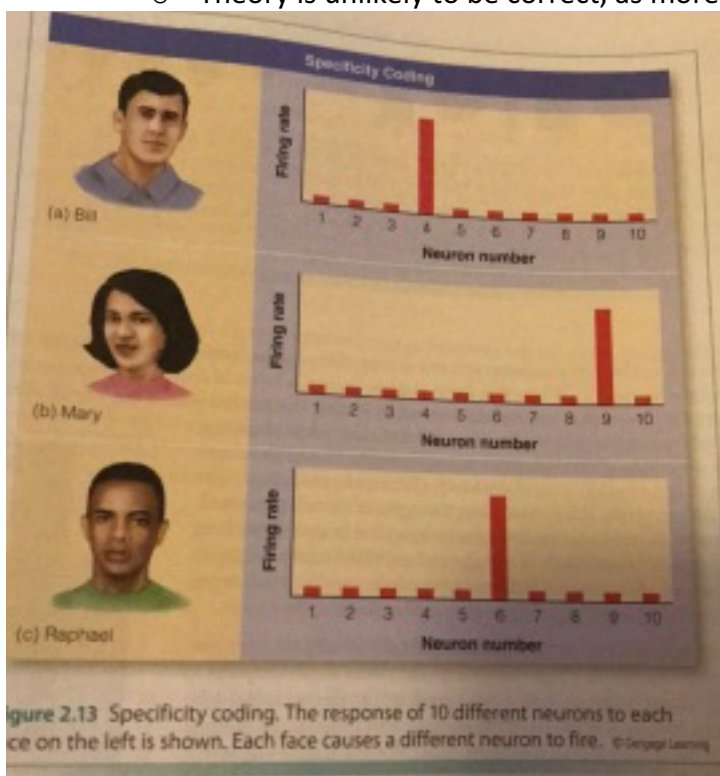 Theory is unlikely to be correct, as more
Specificity Coding
Firing rate
1 2 3 4 5 6 7 8 9 10
Neuron number
(a) Bill
Firing rate
1 2 3 4 5 6 7 8 9 10
Neuron number
(b) Mary
Firing rate
1 2 3 4 5 6 7 8 9 10
Neuron number
(c) Raphael
igure 2.13 Specificity coding. The response of 10 different neurons to each
ce on the left is shown. Each face causes a different neuron to fire. © Cengage Learning